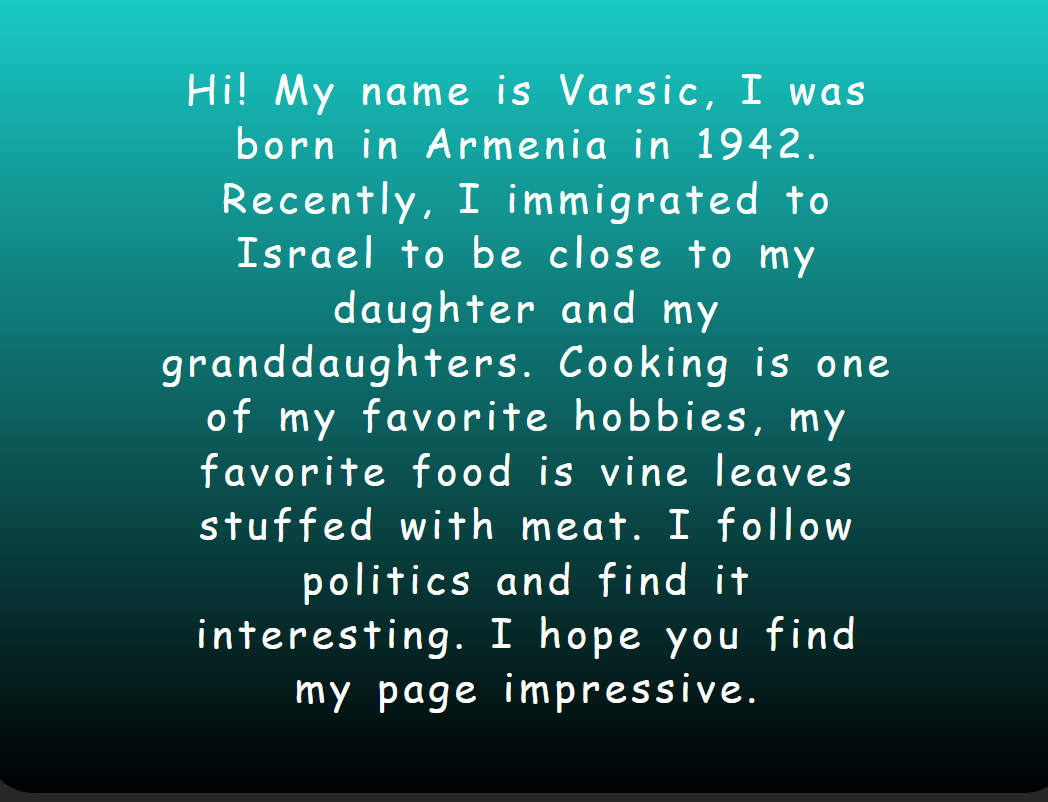 Hi! My name is Varsic, I was
born in Armenia in 1942.
Recently, I immigrated to
Israel to be close to my
daughter and my
granddaughters. Cooking is one
of my favorite hobbies, my
favorite food is vine leaves
stuffed with meat. I follow
politics and find it
interesting. I hope you find
my page impressive.